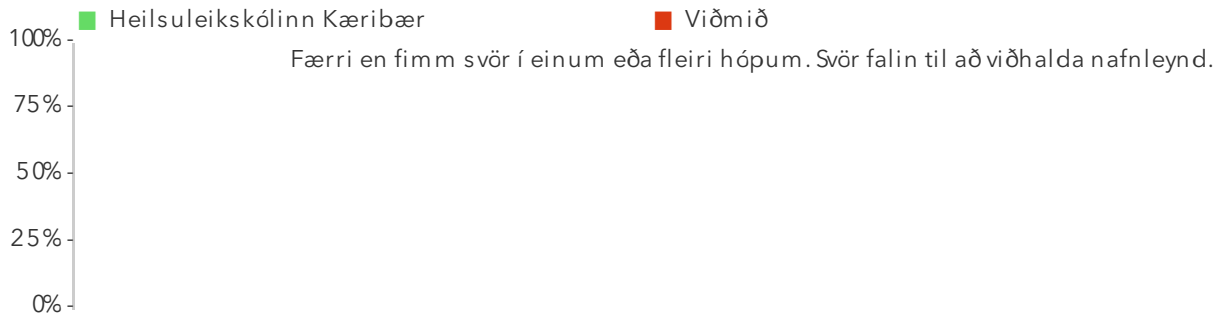 Heilsuleikskólinn Kæribær Viðmið
100%
Færri en fimm svör í einum eða fleiri hópum. Svör falin til að viðhalda nafnleynd.
75%
50%
25%
0%